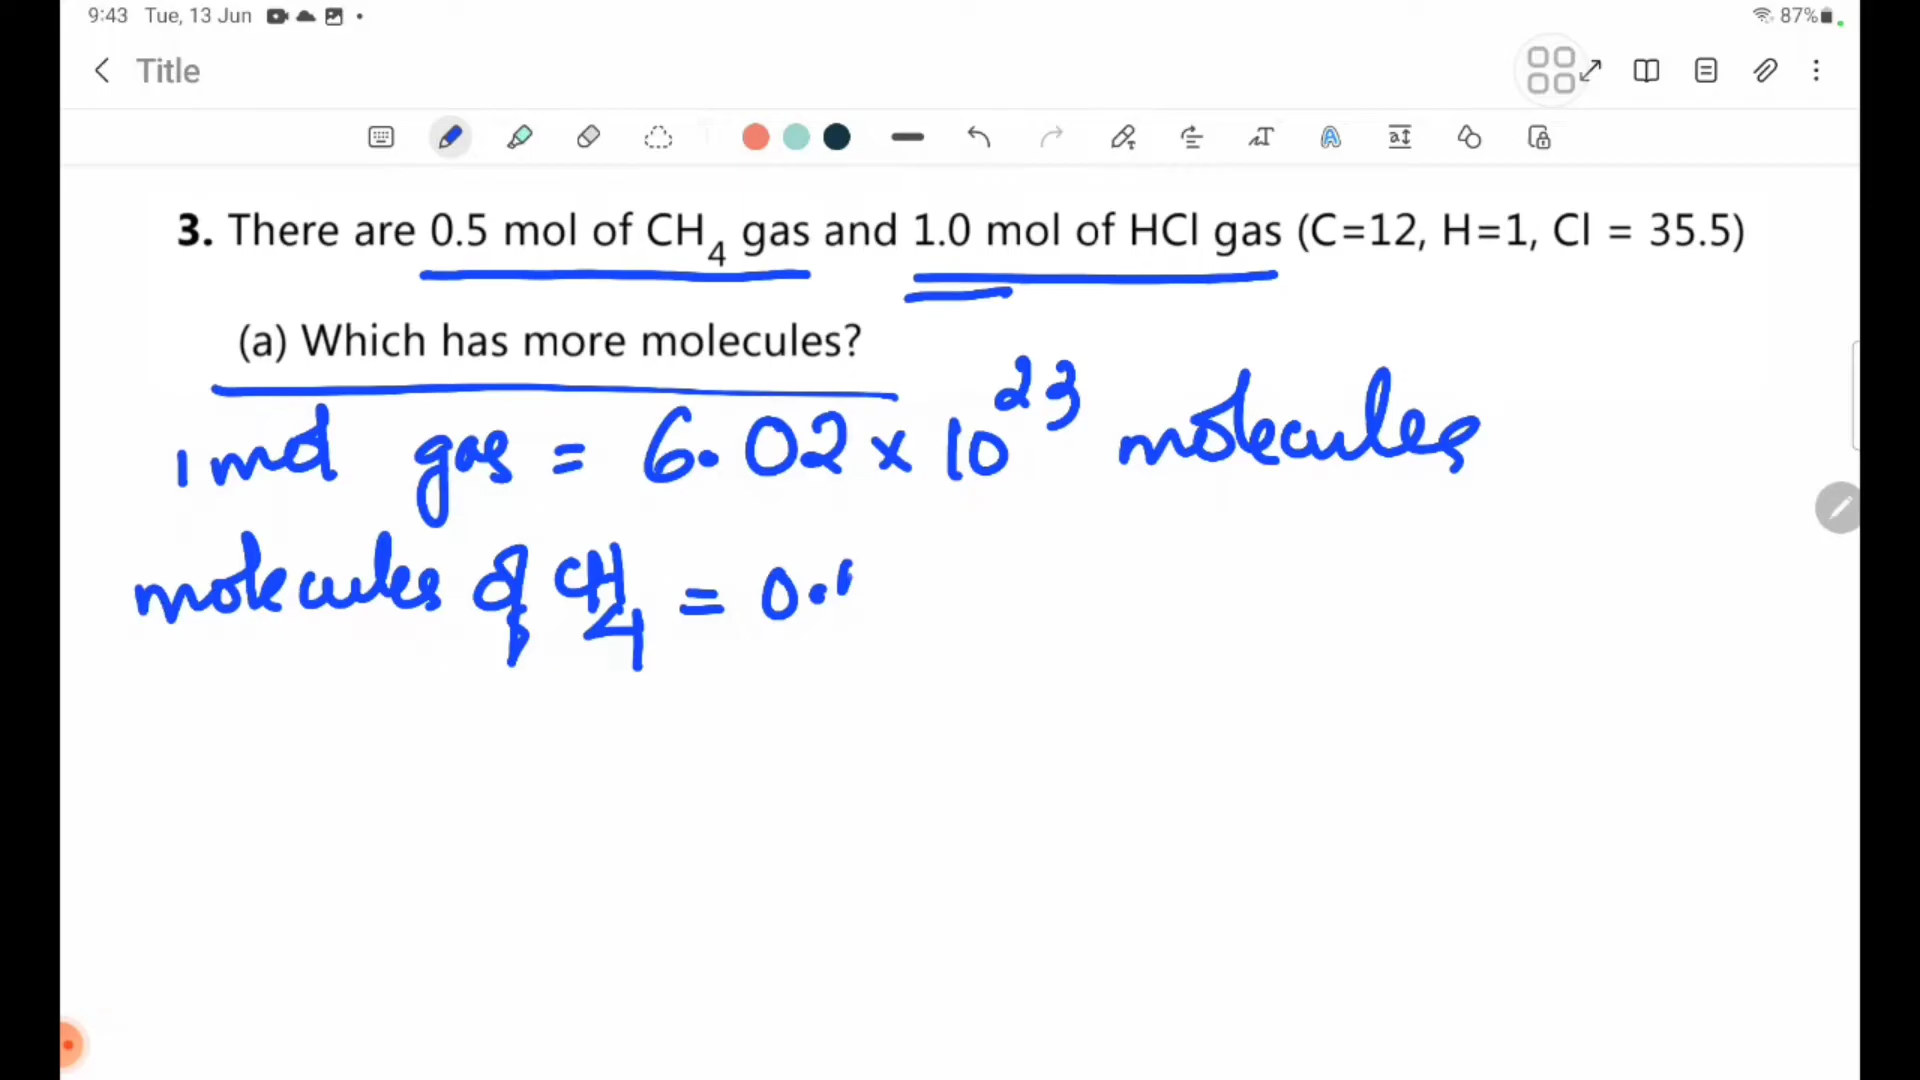 9:43 Tue, 13 Jun 87%
Title
3. There are 0.5 mol of CH₄ gas and 1.0 mol of HCl gas (C=12, H=1, Cl = 35.5)
(a) Which has more molecules?
1 mol gas = 6.02 x 10²³ molecules
molecules of CH₄ = 0.